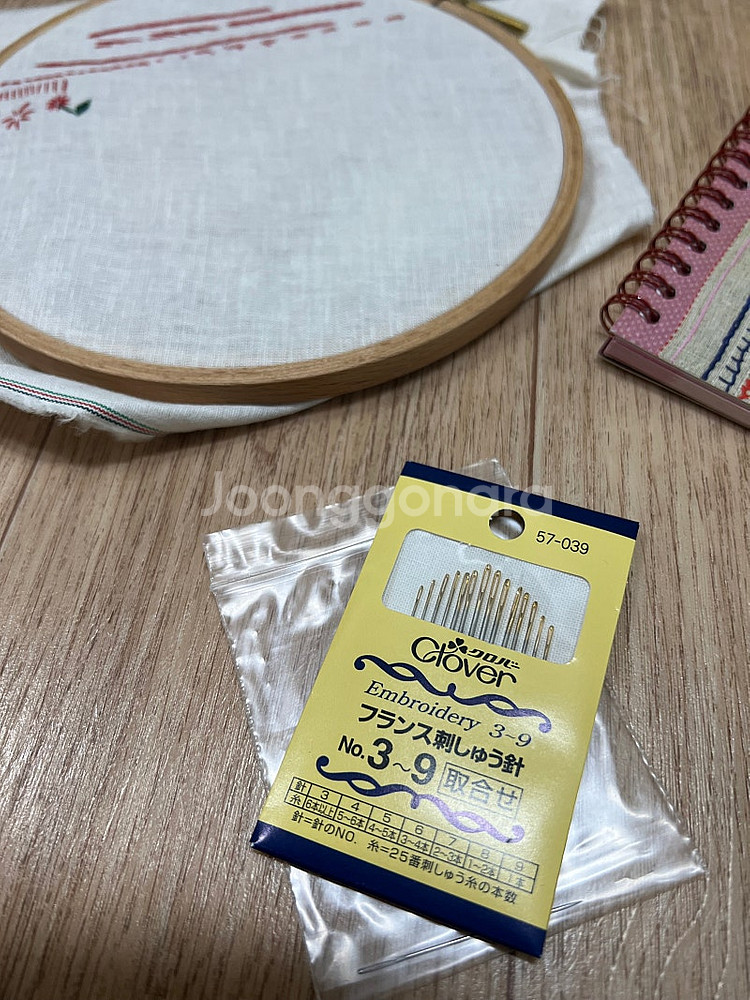 Joonggonara
57-039
クロバー
Clover
Embroidery 3~9
フランス刺しゅう針
No.3~9 取合せ
針 3 4 5 6 7 8 9
糸 6本以上 5~6本 4~5本 3~4本 2~3本 1~2本 1本
針=針のNO. 糸=25番刺しゅう糸の本数